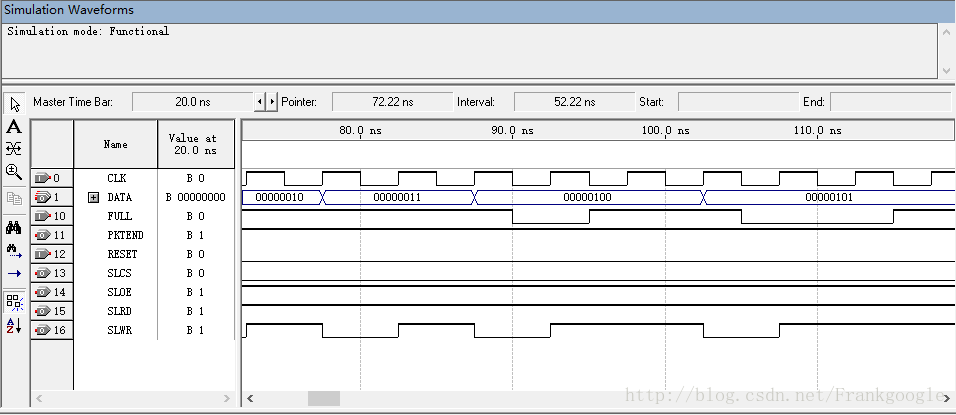 Simulation Waveforms
Simulation mode: Functional
Master Time Bar: 20.0 ns Pointer: 72.22 ns Interval: 52.22 ns Start: End:
Name Value at 20.0 ns 80.0 ns 90.0 ns 100.0 ns 110.0 ns
0 CLK B 0
1 DATA B 00000000 00000010 00000011 00000100 00000101
10 FULL B 0
11 PKTEND B 1
12 RESET B 0
13 SLCS B 0
14 SLOE B 1
15 SLRD B 1
16 SLWR B 1
http://blog.csdn.net/Frankgoogle